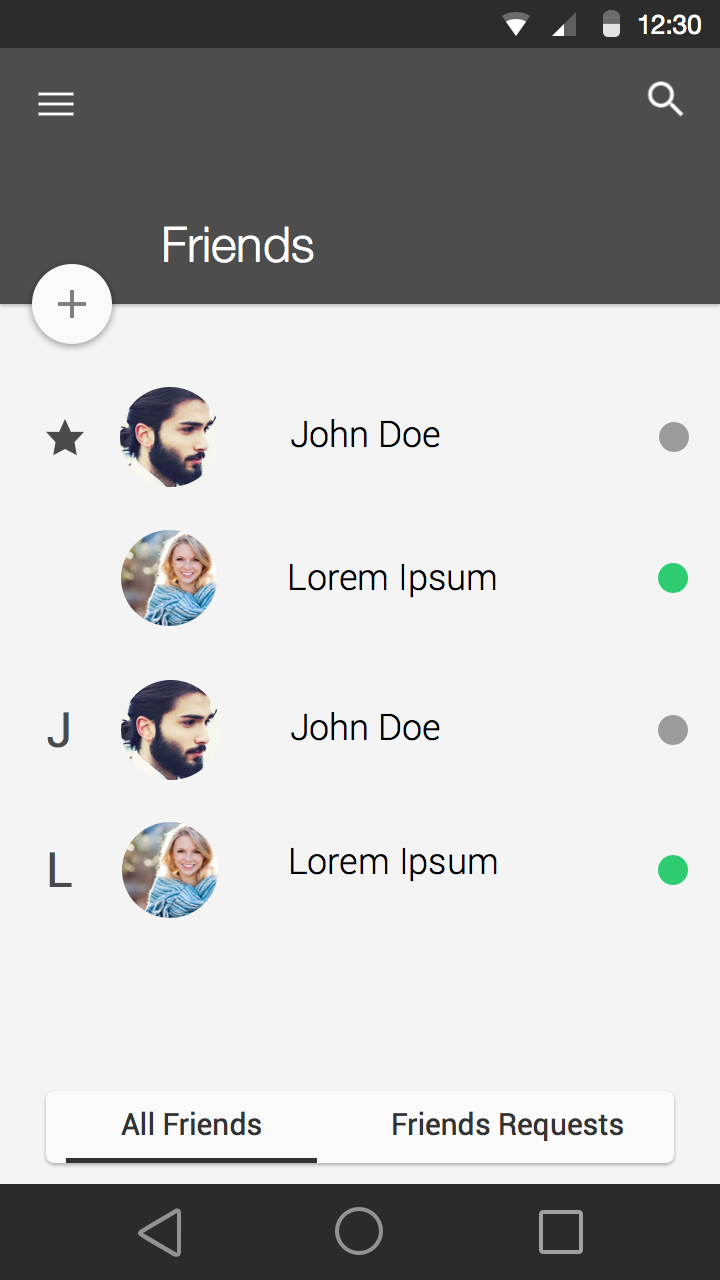 12:30
Friends
John Doe
Lorem Ipsum
J
John Doe
L
Lorem Ipsum
All Friends
Friends Requests